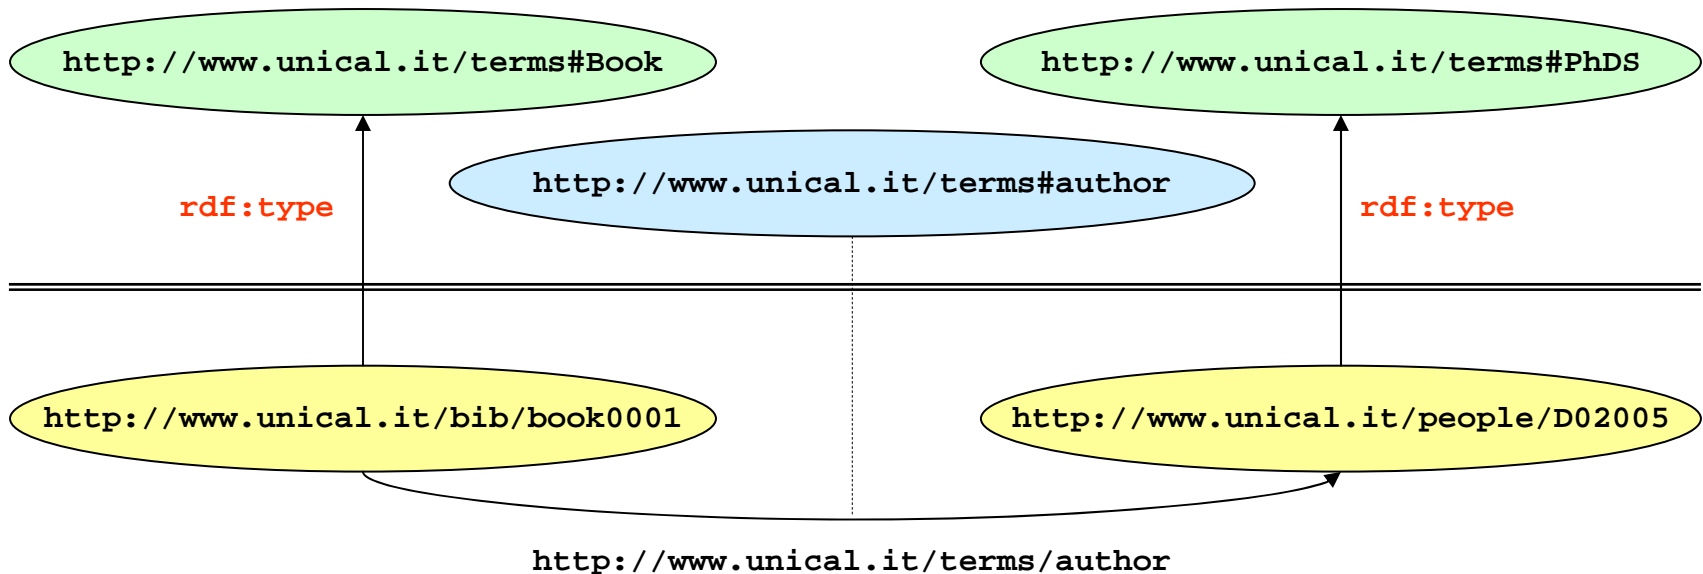 http://www.unical.it/terms#Book
http://www.unical.it/terms#PhDS
http://www.unical.it/terms#author
rdf:type
rdf:type
http://www.unical.it/bib/book0001
http://www.unical.it/people/D02005
http://www.unical.it/terms/author